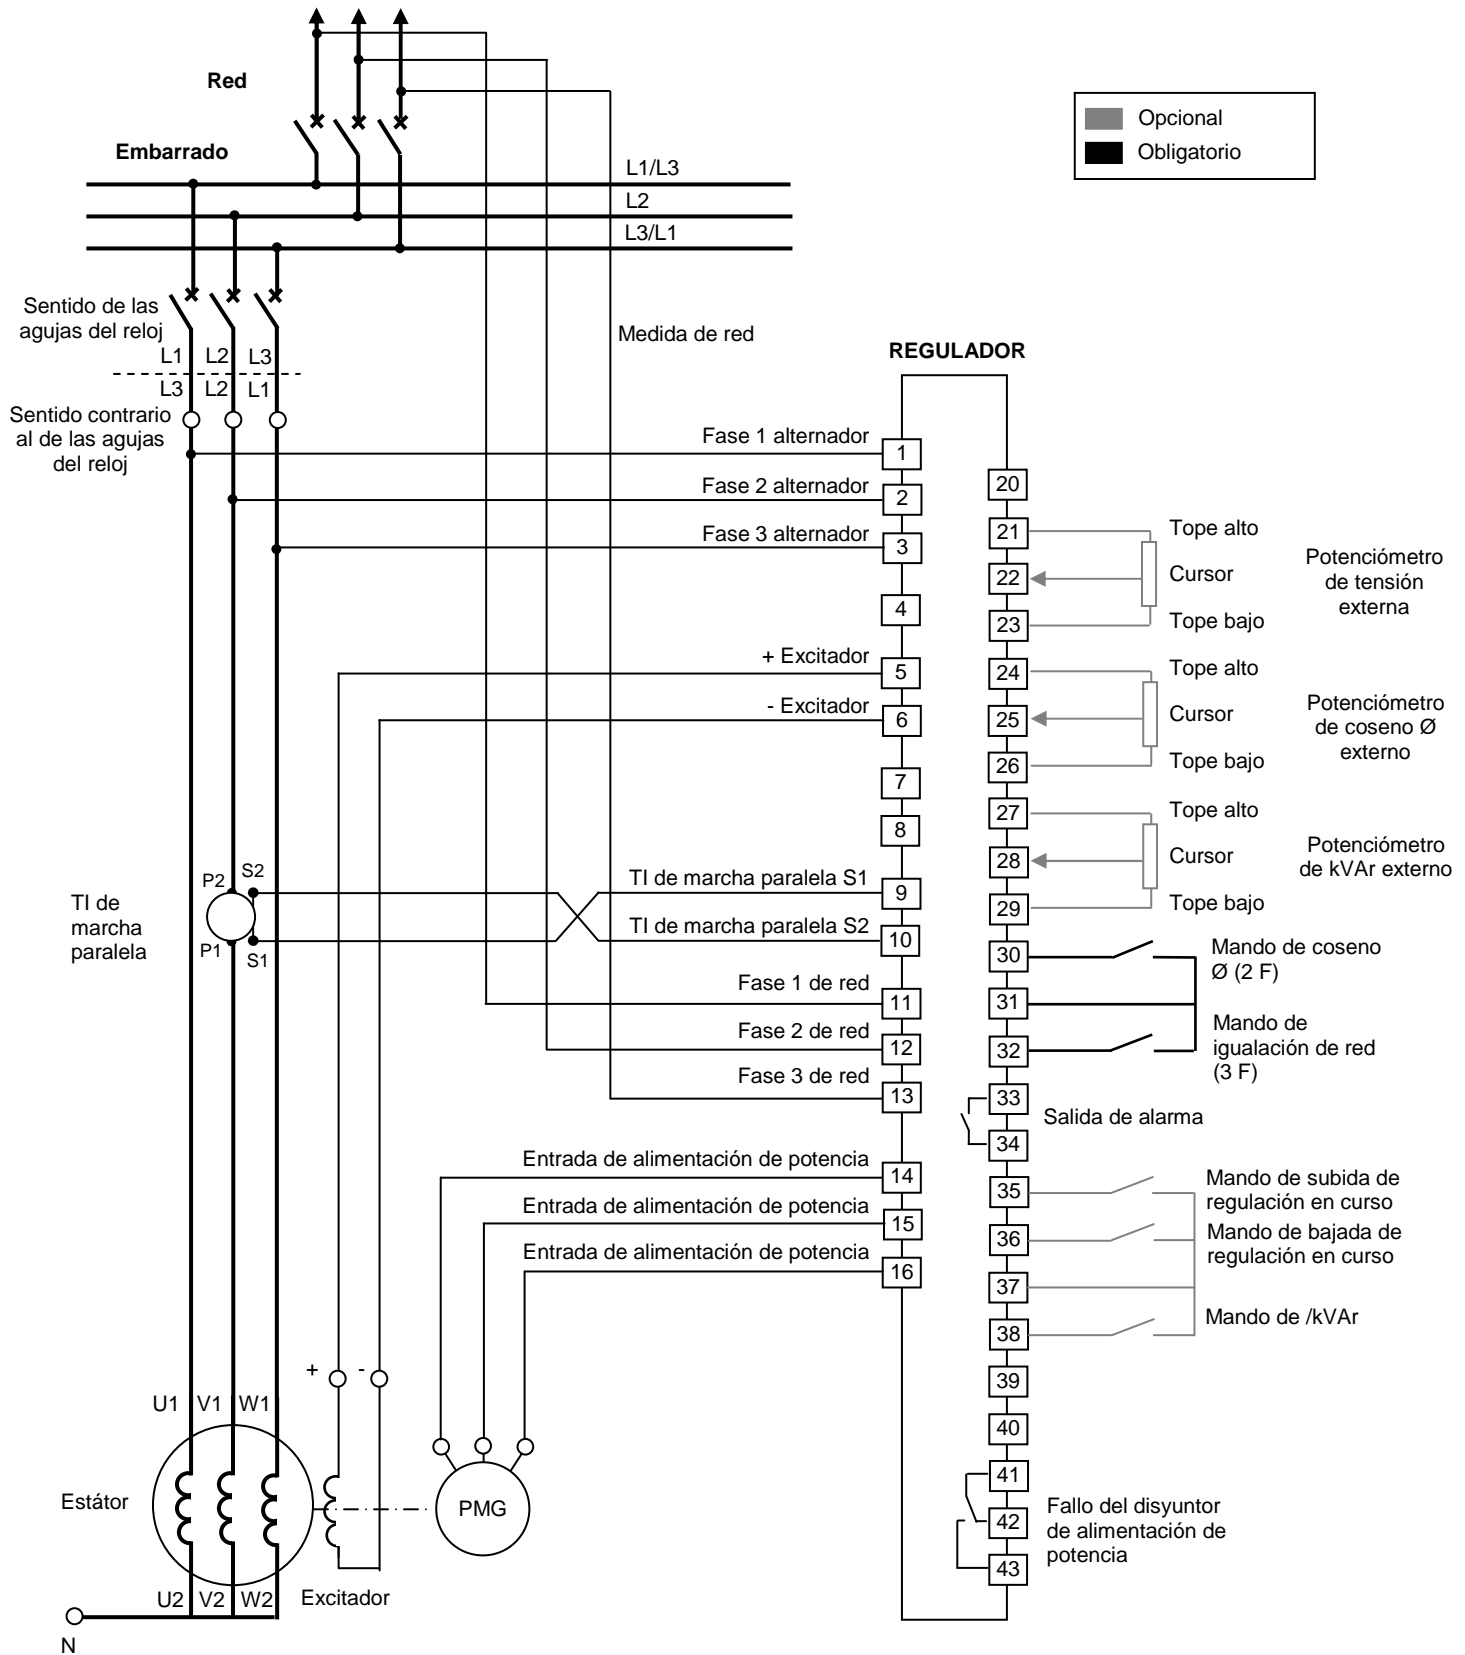 Red
Opcional
Obligatorio
Embarrado
L1/L3
L2
L3/L1
Sentido de las
agujas del reloj
L1 L2 L3
L3 L2 L1
Sentido contrario
al de las agujas
del reloj
Medida de red
REGULADOR
Fase 1 alternador
1
Fase 2 alternador
2
Fase 3 alternador
3
4
+ Excitador
5
- Excitador
6
7
8
TI de marcha paralela S1
9
TI de marcha paralela S2
10
Fase 1 de red
11
Fase 2 de red
12
Fase 3 de red
13
Entrada de alimentación de potencia
14
Entrada de alimentación de potencia
15
Entrada de alimentación de potencia
16
20
21
Tope alto
22
Cursor
23
Tope bajo
Potenciómetro
de tensión
externa
24
Tope alto
25
Cursor
26
Tope bajo
Potenciómetro
de coseno Ø
externo
27
Tope alto
28
Cursor
29
Tope bajo
Potenciómetro
de kVAr externo
30
Mando de coseno
Ø (2 F)
31
32
Mando de
igualación de red
(3 F)
33
34
Salida de alarma
35
Mando de subida de
regulación en curso
36
Mando de bajada de
regulación en curso
37
38
Mando de /kVAr
39
40
41
42
43
Fallo del disyuntor
de alimentación de
potencia
TI de
marcha
paralela
P2 S2
P1 S1
+ -
U1 V1 W1
Estátor
PMG
U2 V2 W2
Excitador
N